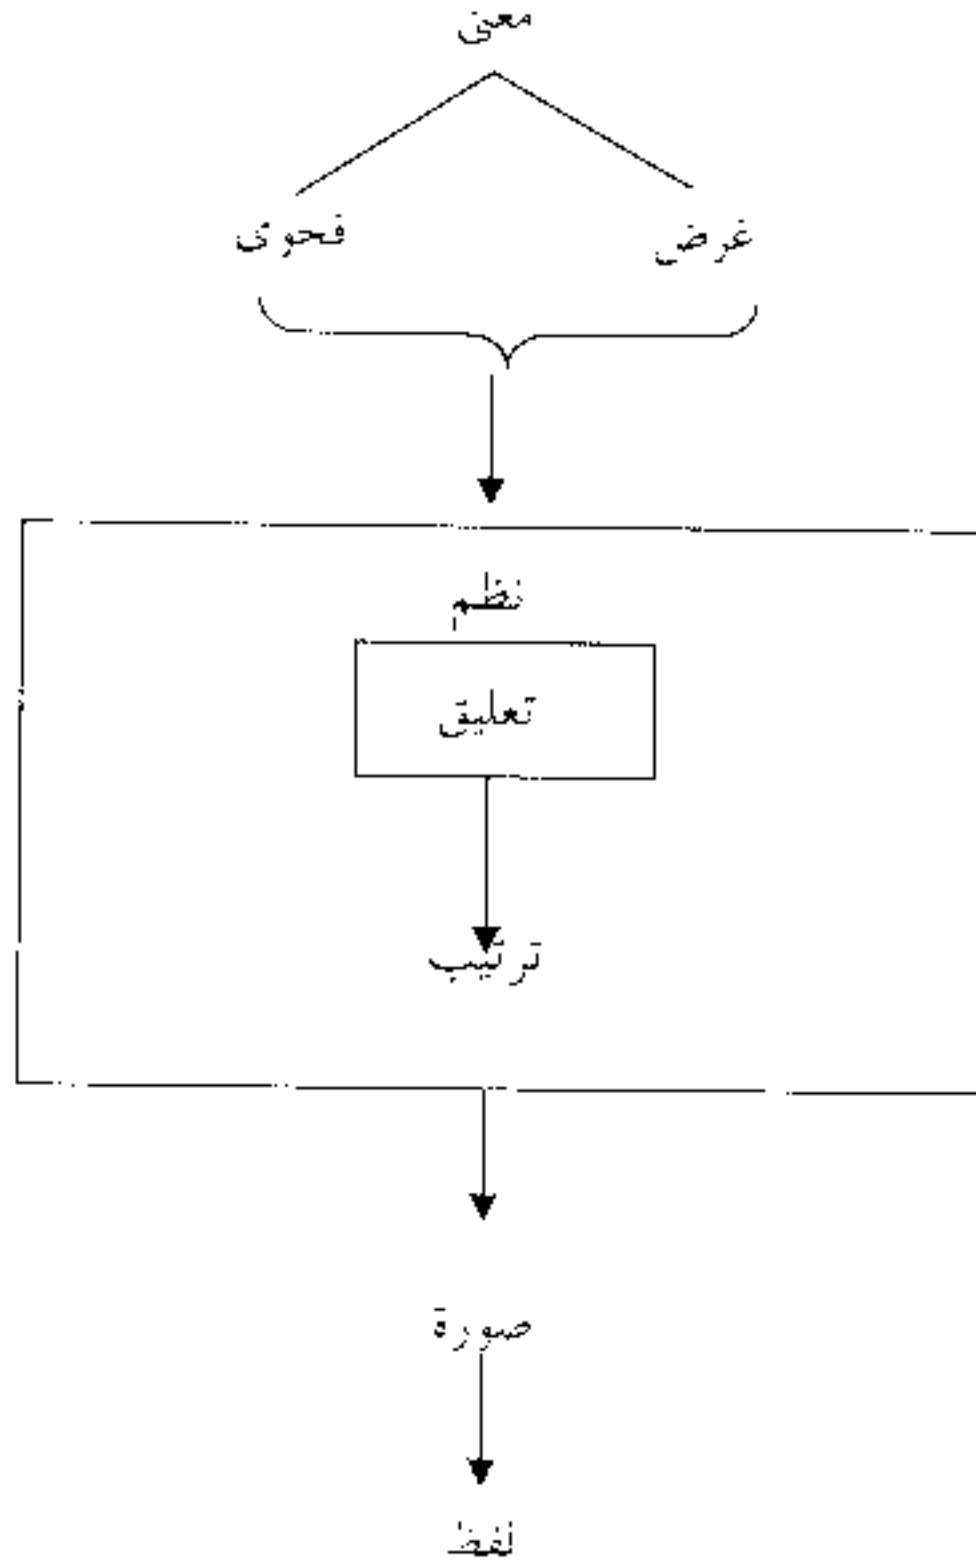 معنى
غرض فحوى
نظم
تعليق
ترتيب
صورة
لفظ